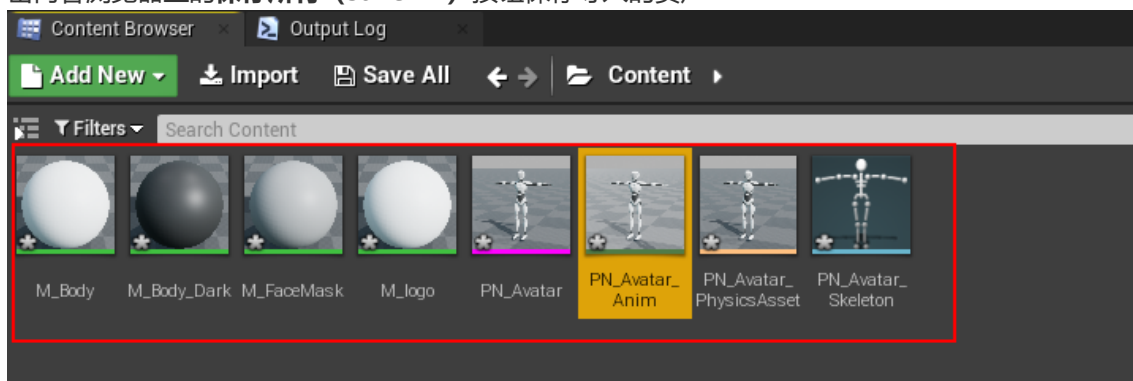 Content Browser × Output Log ×
Add New Import Save All Content
Filters Search Content
M_Body M_Body_Dark M_FaceMask M_logo PN_Avatar PN_Avatar_ PN_Avatar_ PN_Avatar_
Anim PhysicsAsset Skeleton